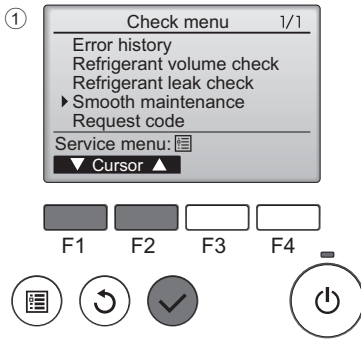 ①
Check menu 1/1
Error history
Refrigerant volume check
Refrigerant leak check
Smooth maintenance
Request code
Service menu:
▼ Cursor ▲
F1 F2 F3 F4